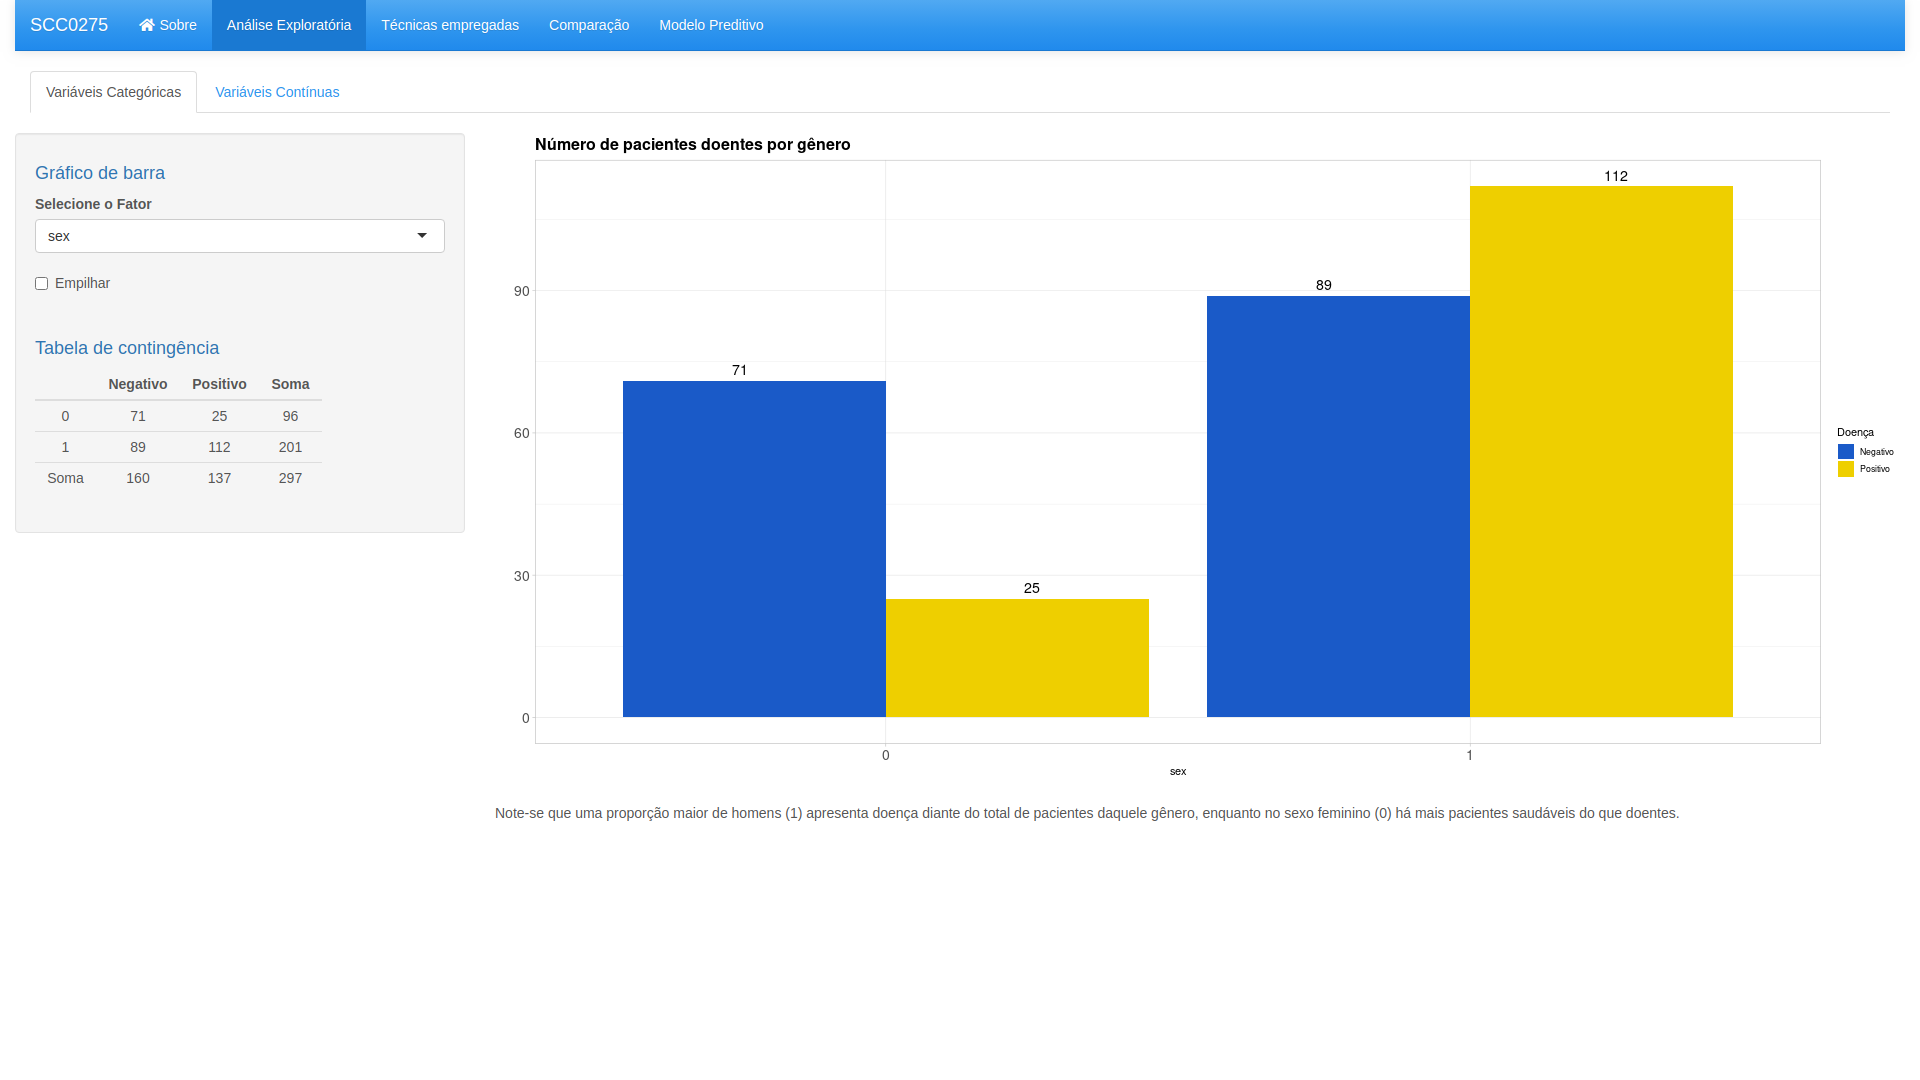 SCC0275 Sobre Análise Exploratória Técnicas empregadas Comparação Modelo Preditivo
Variáveis Categóricas Variáveis Contínuas
Gráfico de barra
Selecione o Fator
sex
Empilhar
Tabela de contingência
Negativo Positivo Soma
0 71 25 96
1 89 112 201
Soma 160 137 297
Número de pacientes doentes por gênero
112
89
71
25
90
60
30
0
0 1
sex
Doença
Negativo
Positivo
Note-se que uma proporção maior de homens (1) apresenta doença diante do total de pacientes daquele gênero, enquanto no sexo feminino (0) há mais pacientes saudáveis do que doentes.